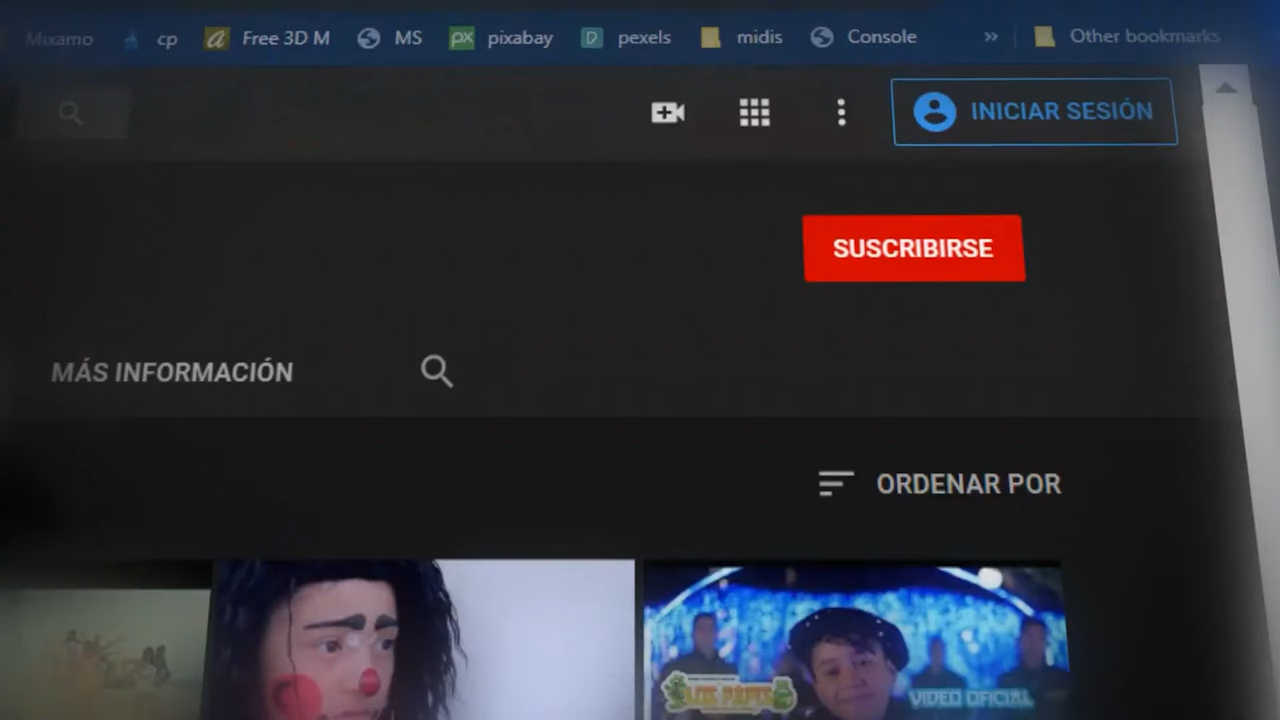 Mixamo cp Free 3D M MS pixabay pexels midis Console » Other bookmarks
INICIAR SESIÓN
SUSCRIBIRSE
MÁS INFORMACIÓN
ORDENAR POR
VIDEO OFICIAL